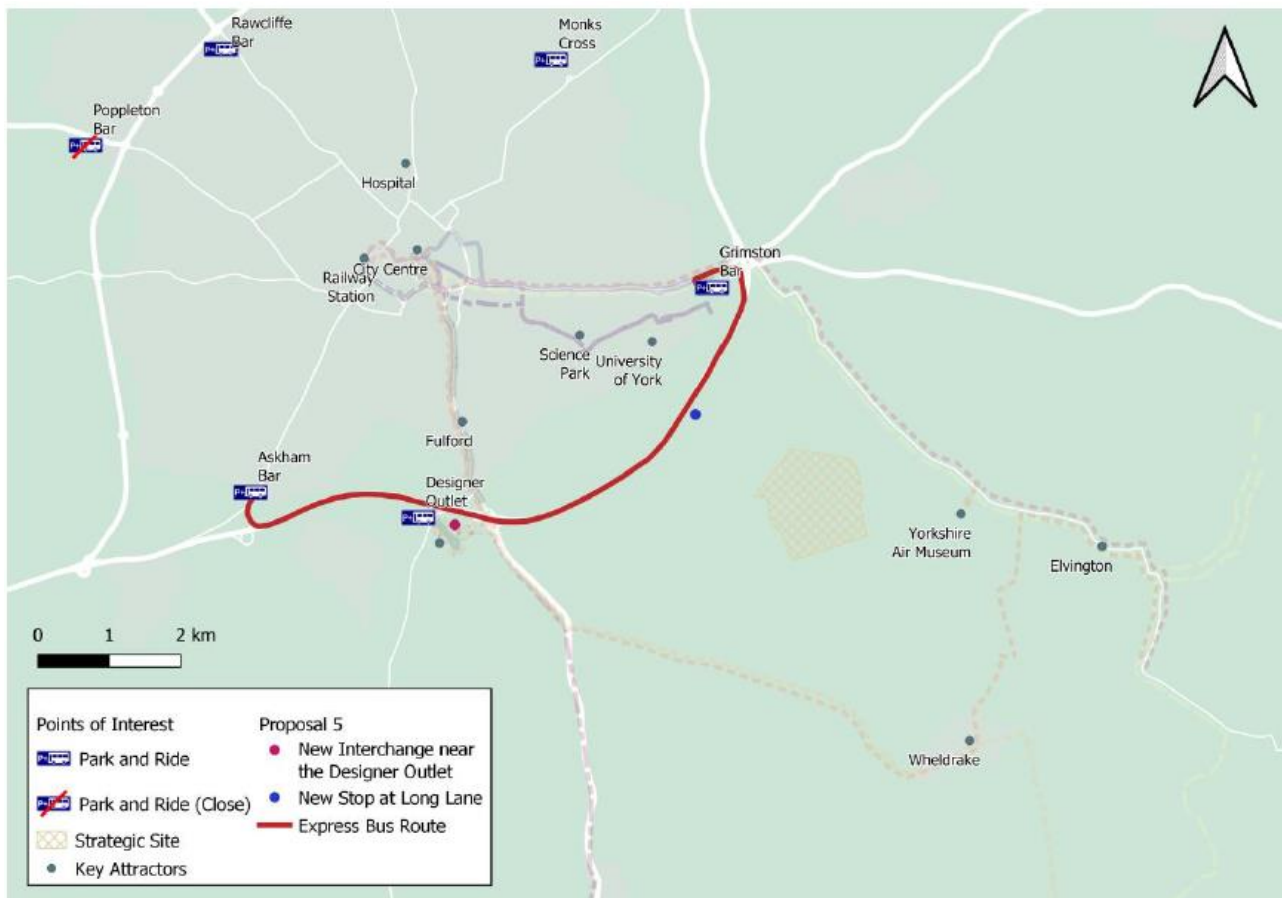 Rawcliffe
Bar
Monks
Cross
Poppleton
Bar
Hospital
Grimston
Bar
City Centre
Railway
Station
Science
Park
University
of York
Fulford
Askham
Bar
Designer
Outlet
Yorkshire
Air Museum
Elvington
0 1 2 km
Wheldrake
Points of Interest
P+ Park and Ride
P+ Park and Ride (Close)
Strategic Site
Key Attractors
Proposal 5
New Interchange near
the Designer Outlet
New Stop at Long Lane
Express Bus Route